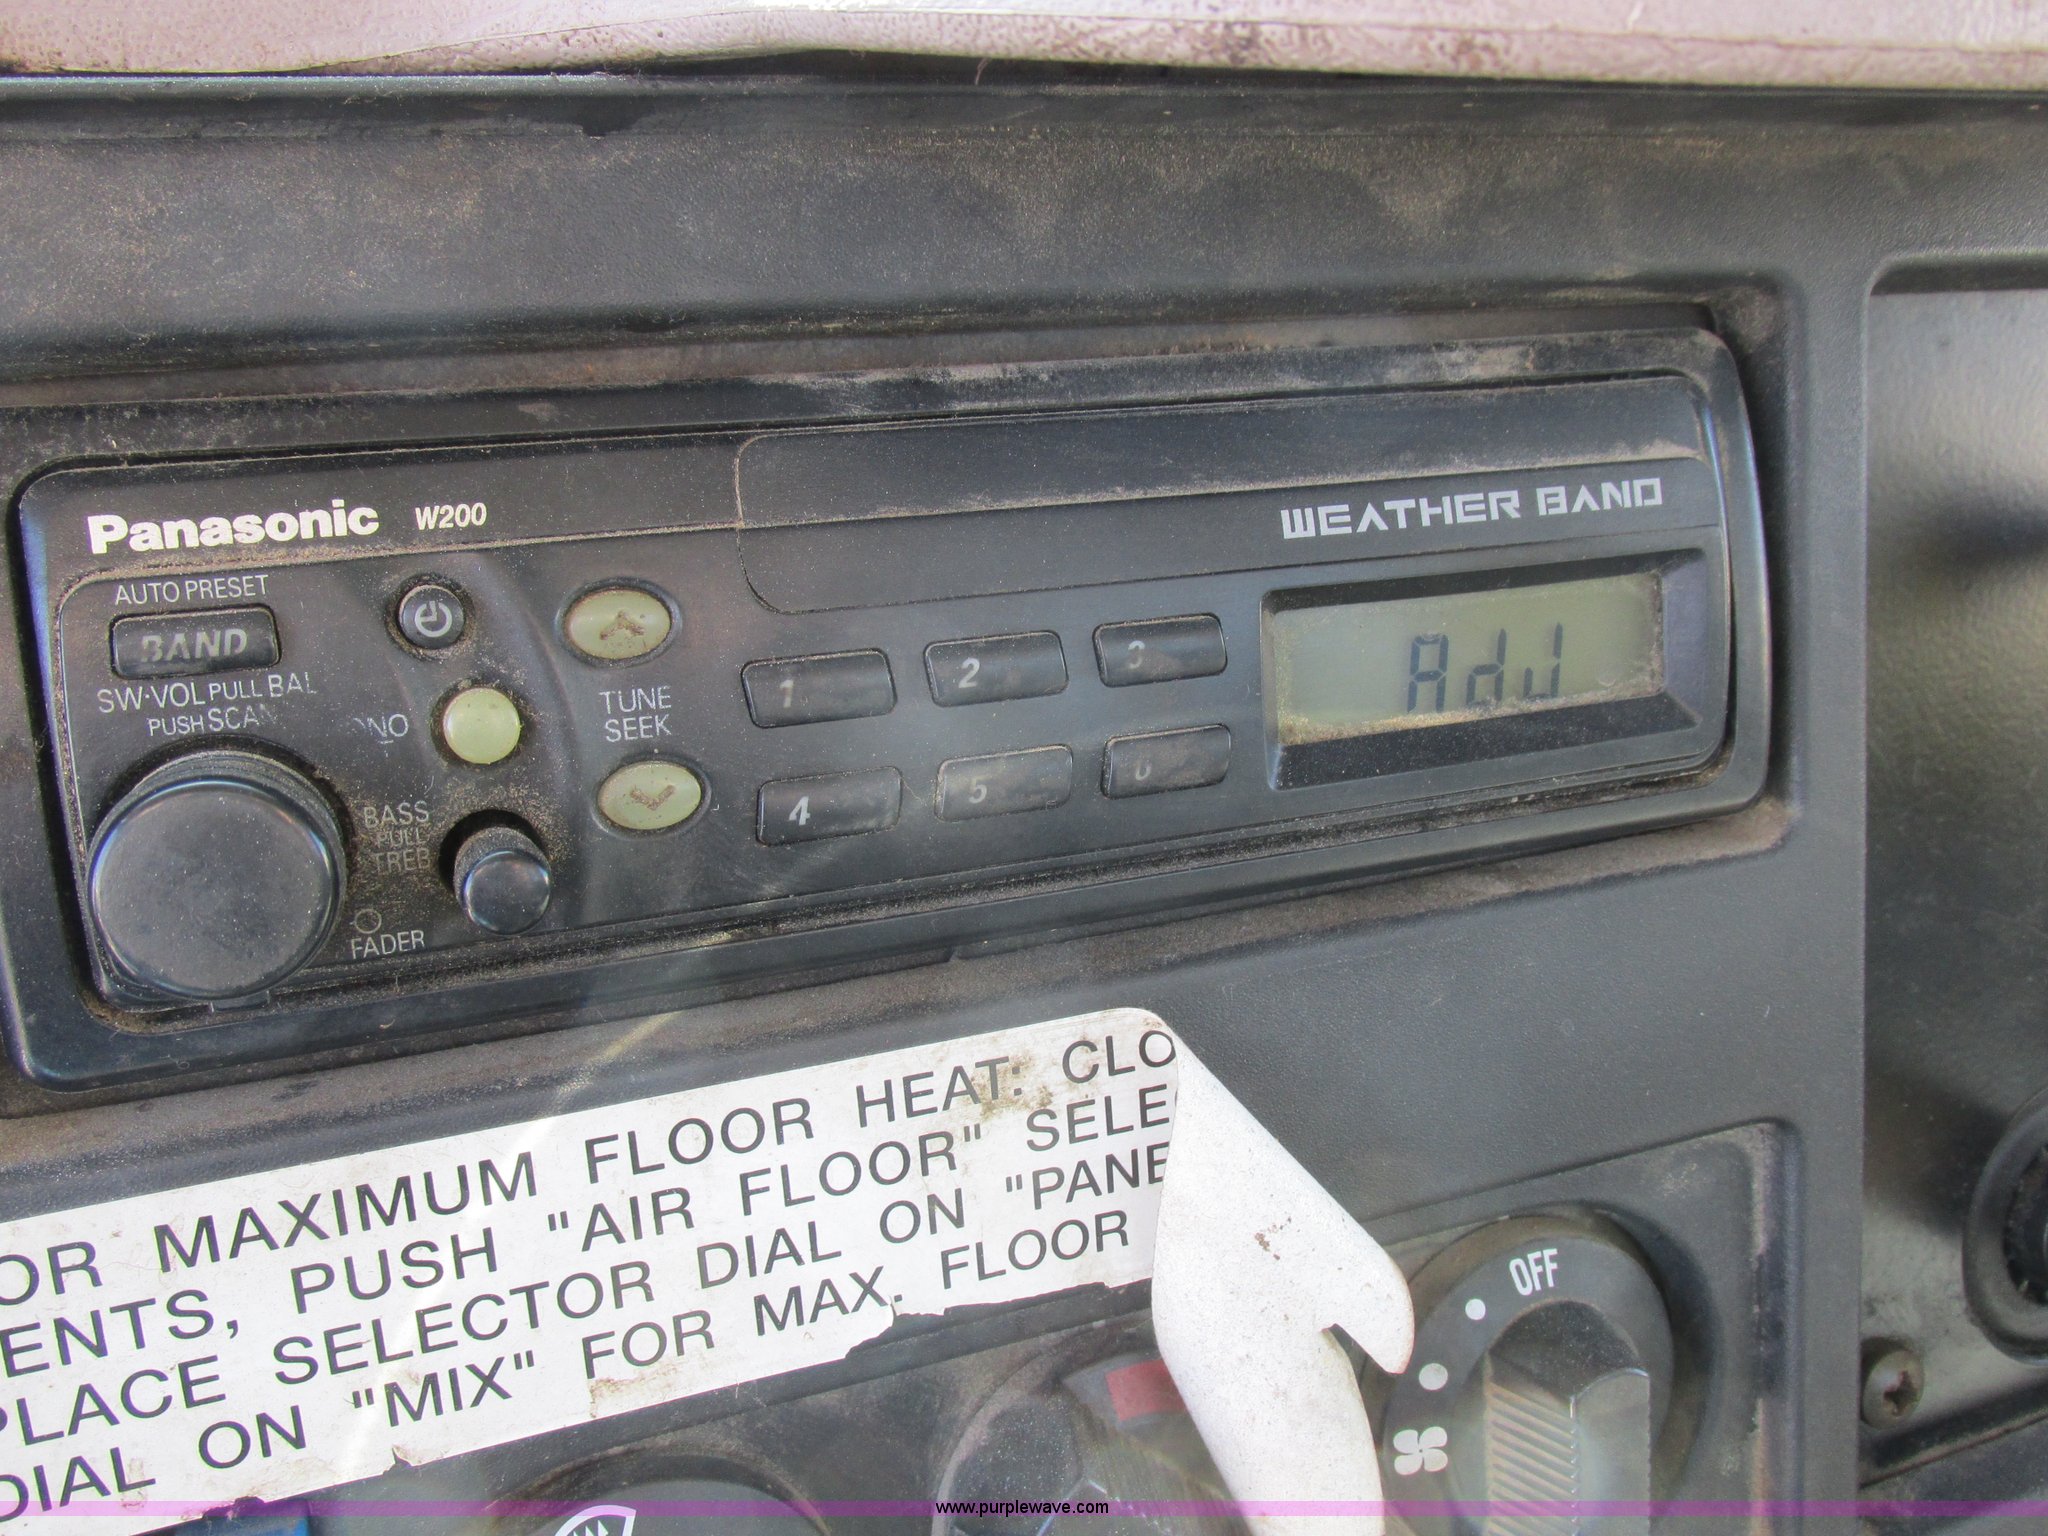 Panasonic W200
WEATHER BAND
AUTO PRESET
BAND
SW·VOL PULL BAL
PUSH SCAN
TUNE
SEEK
1 2 3
4 5 6
AdJ
BASS
PULL
TREB
FADER
OR MAXIMUM FLOOR HEAT: CLO
ENTS, PUSH "AIR FLOOR" SELE
PLACE SELECTOR DIAL ON "PANE
DIAL ON "MIX" FOR MAX. FLOOR
OFF
www.purplewave.com